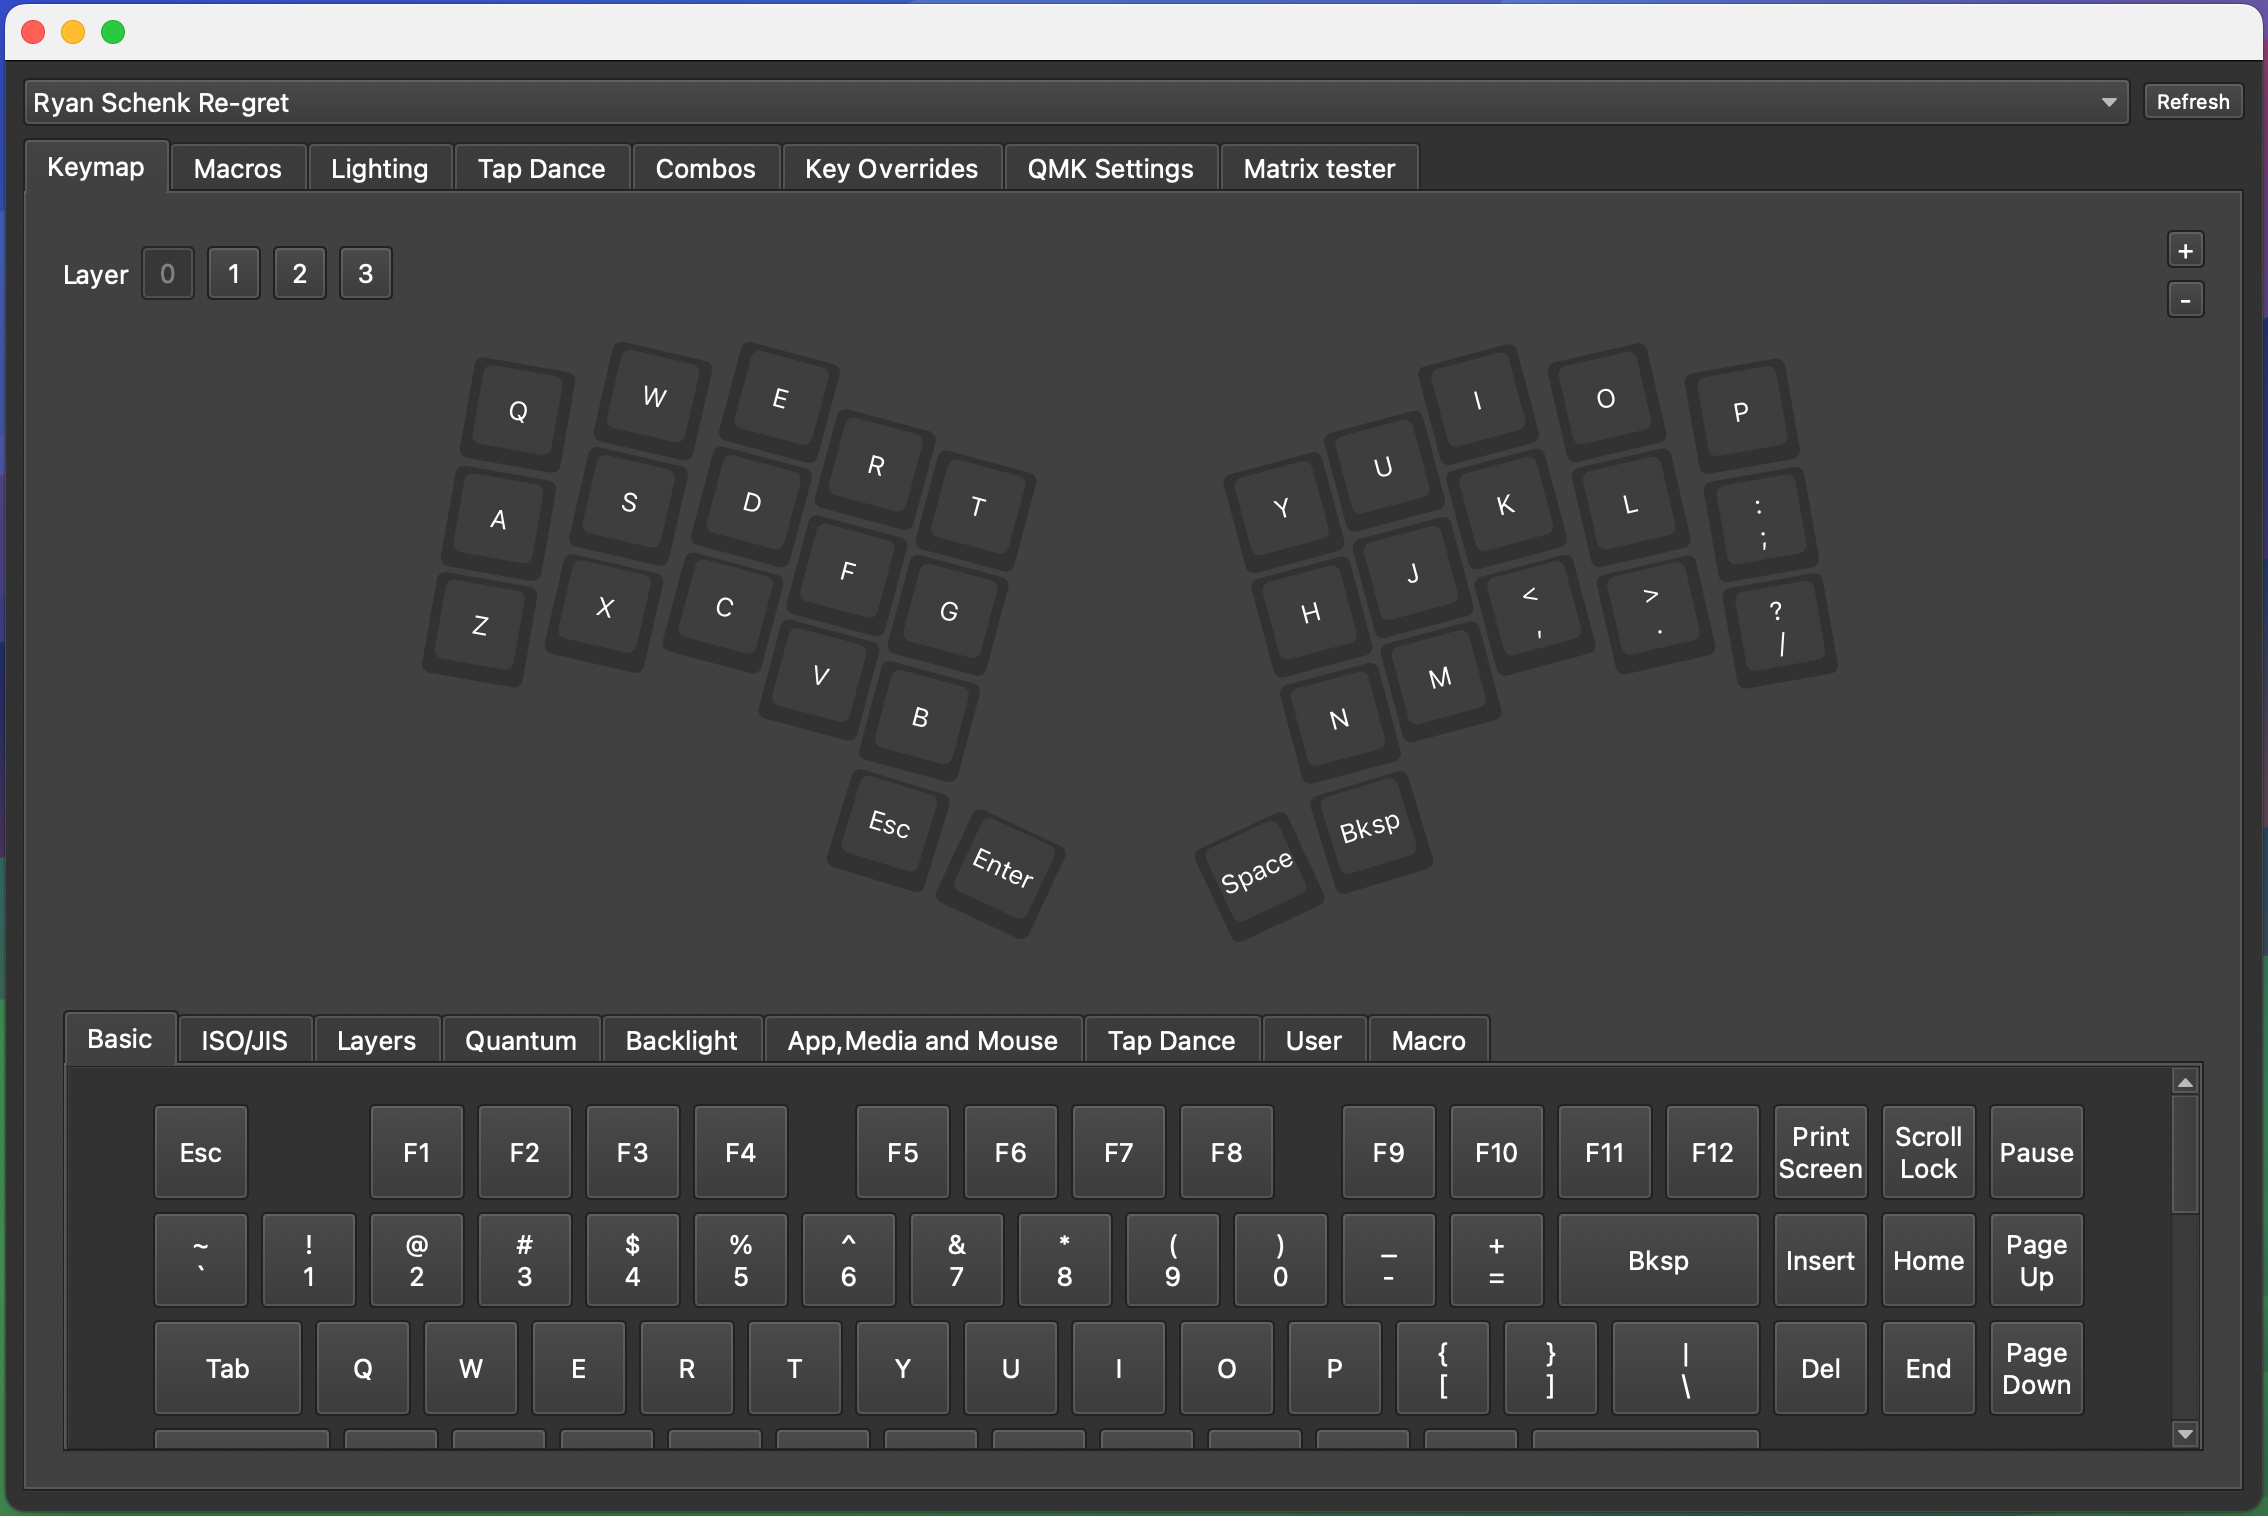 Ryan Schenk Re-gret
Refresh
Keymap Macros Lighting Tap Dance Combos Key Overrides QMK Settings Matrix tester
Layer 0 1 2 3
+
-
Q W E R T
A S D F G
Z X C V B
Esc Enter
Y U I O P
H J K L : ;
N M < , > . ? /
Space Bksp
Basic ISO/JIS Layers Quantum Backlight App,Media and Mouse Tap Dance User Macro
Esc F1 F2 F3 F4 F5 F6 F7 F8 F9 F10 F11 F12 Print Screen Scroll Lock Pause
~ ` ! 1 @ 2 # 3 $ 4 % 5 ^ 6 & 7 * 8 ( 9 ) 0 _ - + = Bksp Insert Home Page Up
Tab Q W E R T Y U I O P { [ } ] | \ Del End Page Down